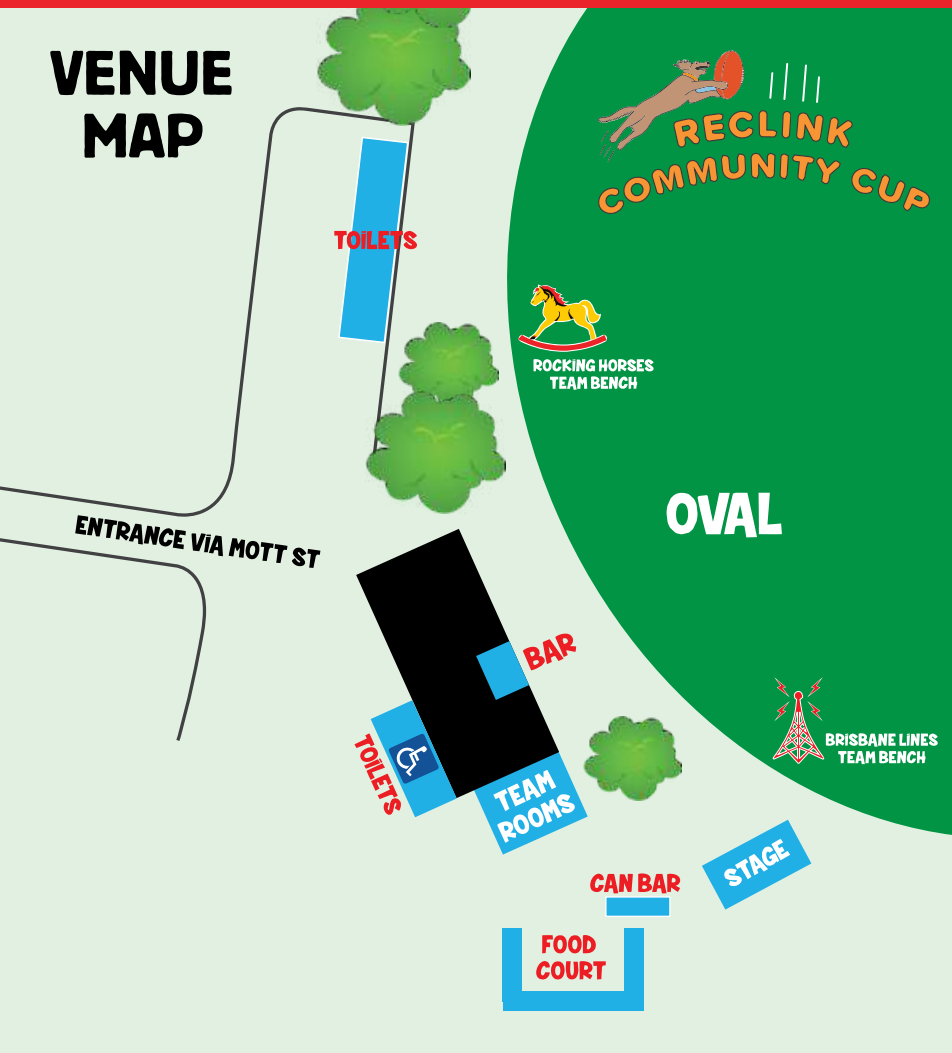 VENUE
MAP
RECLINK
COMMUNITY CUP
TOILETS
ROCKING HORSES
TEAM BENCH
OVAL
ENTRANCE VIA MOTT ST
BAR
BRISBANE LINES
TEAM BENCH
TOILETS
TEAM
ROOMS
STAGE
CAN BAR
FOOD
COURT